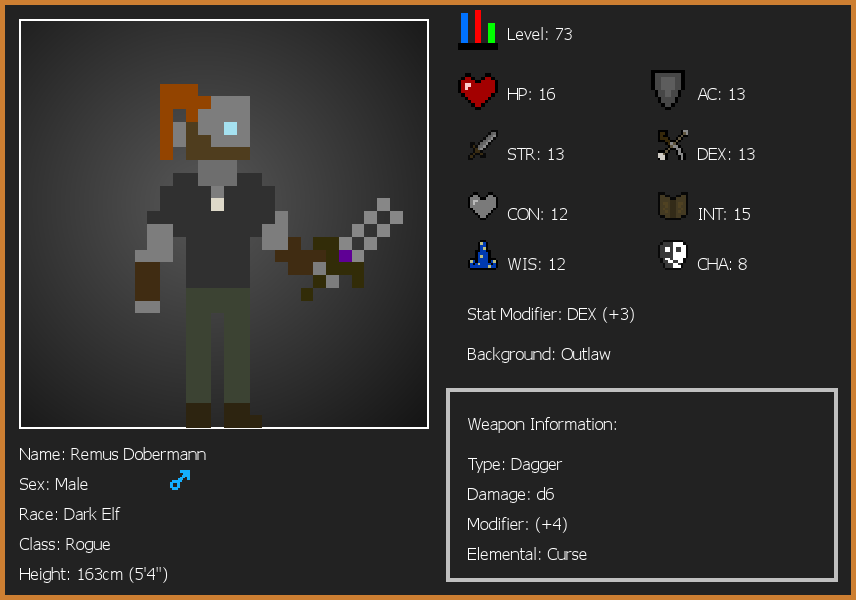 Level: 73
HP: 16
AC: 13
STR: 13
DEX: 13
CON: 12
INT: 15
WIS: 12
CHA: 8
Stat Modifier: DEX (+3)
Background: Outlaw
Weapon Information:
Type: Dagger
Damage: d6
Modifier: (+4)
Elemental: Curse
Name: Remus Dobermann
Sex: Male
Race: Dark Elf
Class: Rogue
Height: 163cm (5'4")